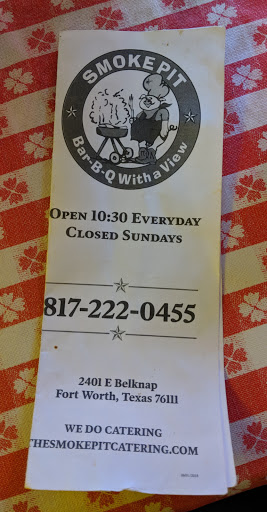 SMOKE PIT
Bar-B-Q With a View
OPEN 10:30 EVERYDAY
CLOSED SUNDAYS
817-222-0455
2401 E Belknap
Fort Worth, Texas 76111
WE DO CATERING
THESMOKEPITCATERING.COM